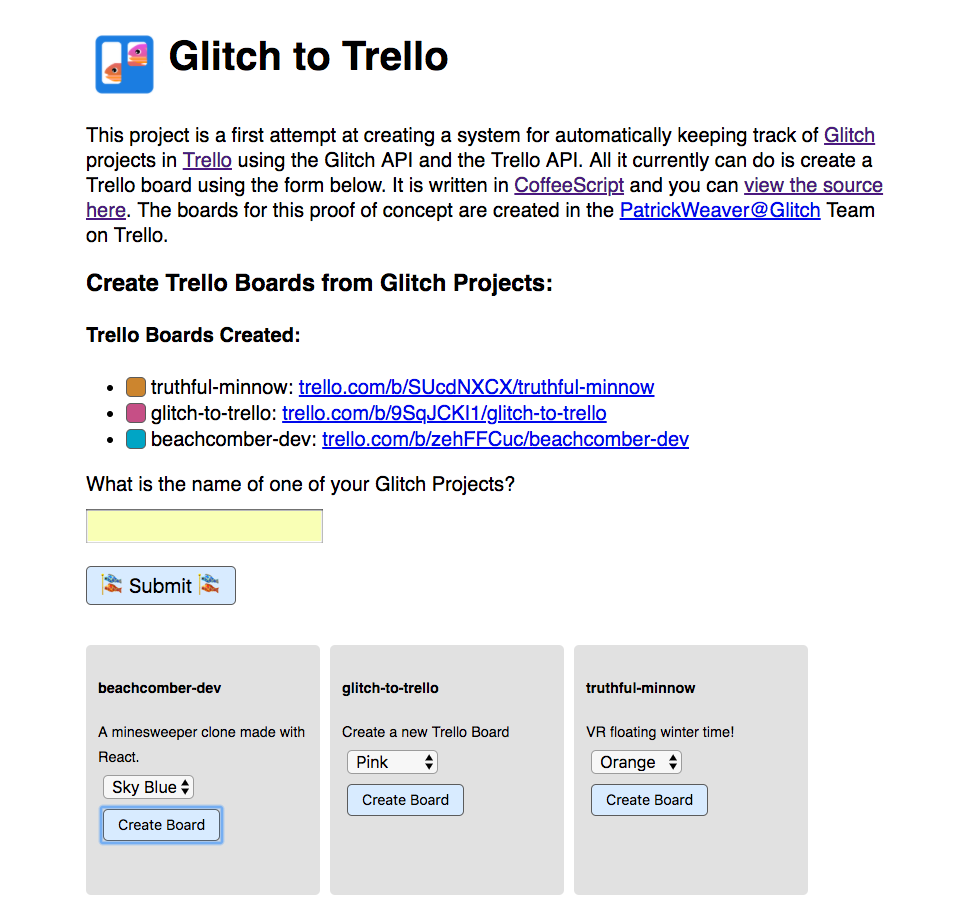 Glitch to Trello
This project is a first attempt at creating a system for automatically keeping track of Glitch
projects in Trello using the Glitch API and the Trello API. All it currently can do is create a
Trello board using the form below. It is written in CoffeeScript and you can view the source
here. The boards for this proof of concept are created in the PatrickWeaver@Glitch Team
on Trello.
Create Trello Boards from Glitch Projects:
Trello Boards Created:
truthful-minnow: trello.com/b/SUcdNXCX/truthful-minnow
glitch-to-trello: trello.com/b/9SqJCKI1/glitch-to-trello
beachcomber-dev: trello.com/b/zehFFCuc/beachcomber-dev
What is the name of one of your Glitch Projects?
Submit
beachcomber-dev
A minesweeper clone made with
React.
Sky Blue
Create Board
glitch-to-trello
Create a new Trello Board
Pink
Create Board
truthful-minnow
VR floating winter time!
Orange
Create Board